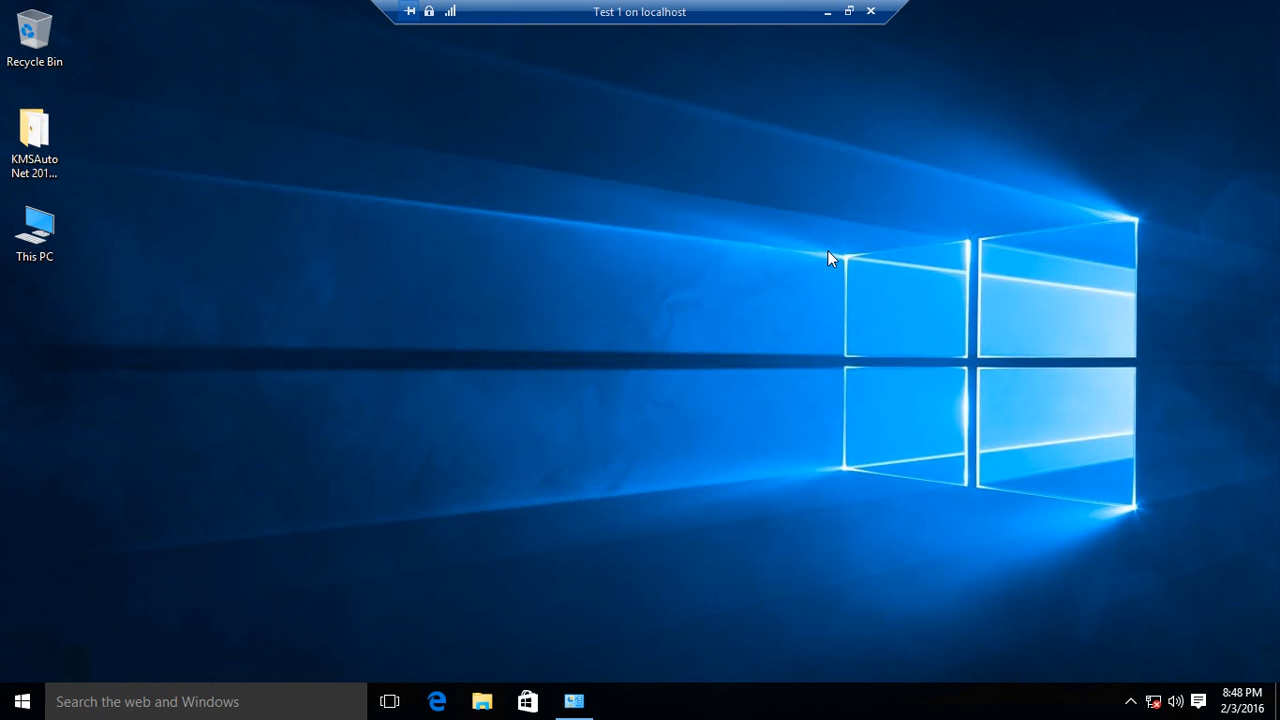 Test 1 on localhost
Recycle Bin
KMSAuto
Net 201...
This PC
Search the web and Windows
8:48 PM
2/3/2016